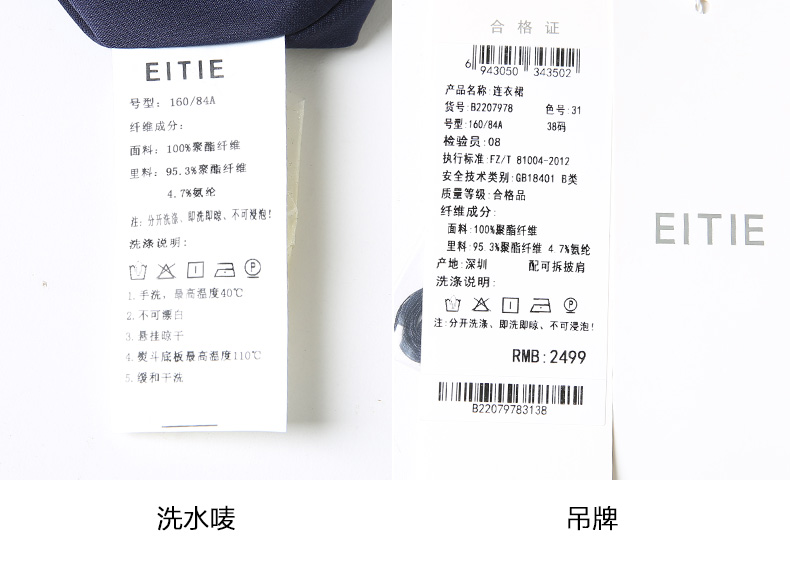 EITIE
号型: 160/84A
纤维成分:
面料: 100%聚酯纤维
里料: 95.3%聚酯纤维
4.7%氨纶
注: 分开洗涤、即洗即晾、不可浸泡!
洗涤说明:
P
1.手洗，最高温度40℃
2.不可漂白
3.悬挂晾干
4.熨斗底板最高温度110℃
5.缓和干洗
洗水唛
合格证
6 943050 343502
产品名称:连衣裙
货号:B2207978 色号:31
号型:160/84A 38码
检验员:08
执行标准:FZ/T 81004-2012
安全技术类别:GB18401 B类
质量等级:合格品
纤维成分:
面料:100%聚酯纤维
里料:95.3%聚酯纤维 4.7%氨纶
产地:深圳 配可拆披肩
洗涤说明:
P
注:分开洗涤、即洗即晾、不可浸泡!
RMB:2499
B22079783138
EITIE
吊牌